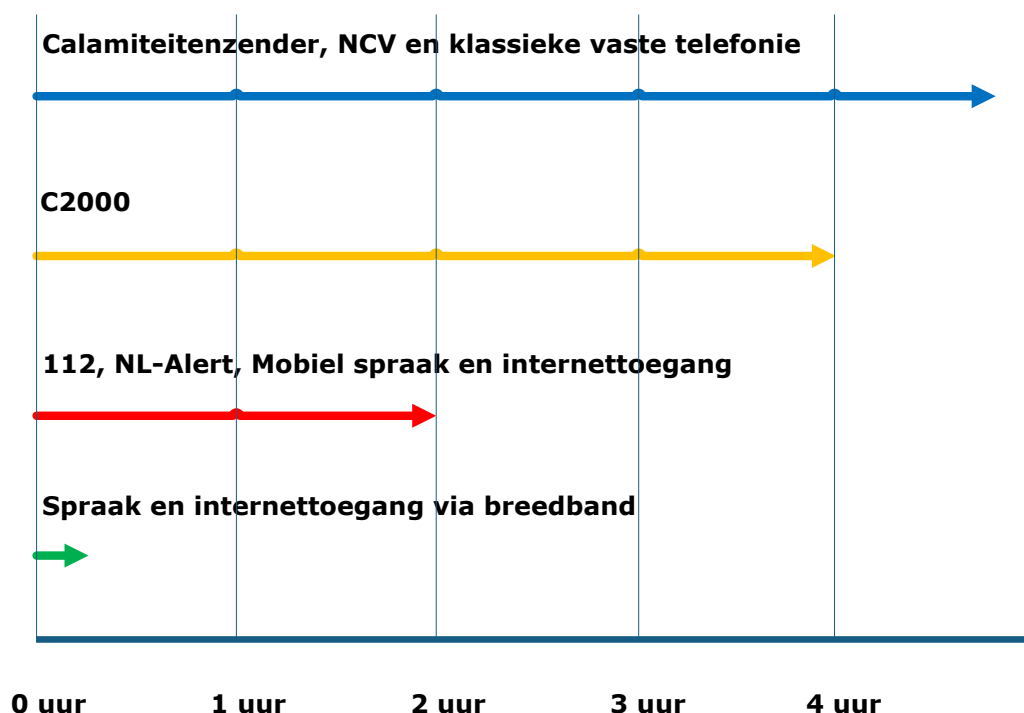 Calamiteitenzender, NCV en klassieke vaste telefonie
C2000
112, NL-Alert, Mobiel spraak en internettoegang
Spraak en internettoegang via breedband
0 uur 1 uur 2 uur 3 uur 4 uur